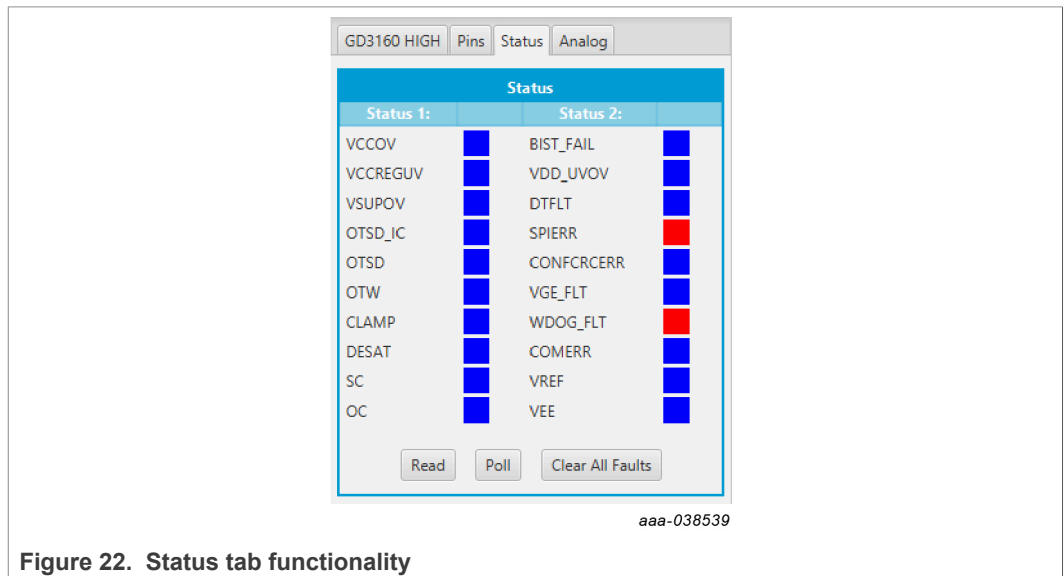 GD3160 HIGH Pins Status Analog
Status
Status 1: Status 2:
VCCOV BIST_FAIL
VCCREGUV VDD_UVOV
VSUPOV DTFLT
OTSD_IC SPIERR
OTSD CONFCRCERR
OTW VGE_FLT
CLAMP WDOG_FLT
DESAT COMERR
SC VREF
OC VEE
Read Poll Clear All Faults
aaa-038539
Figure 22. Status tab functionality